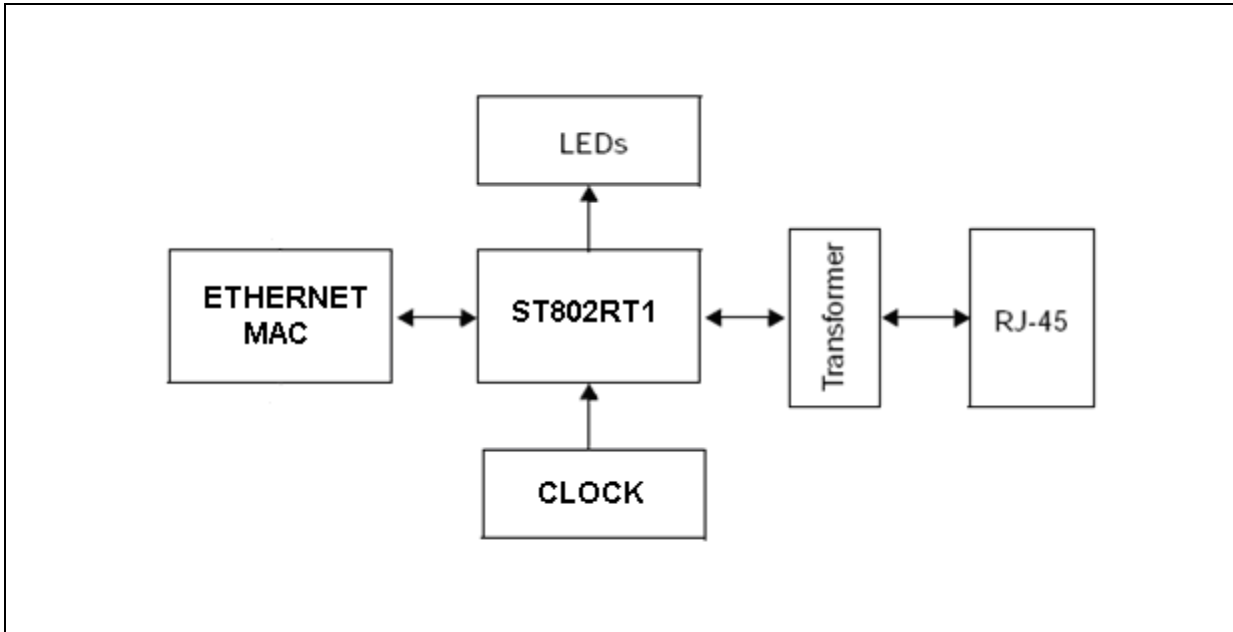 LEDs
ETHERNET
MAC
ST802RT1
Transformer
RJ-45
CLOCK